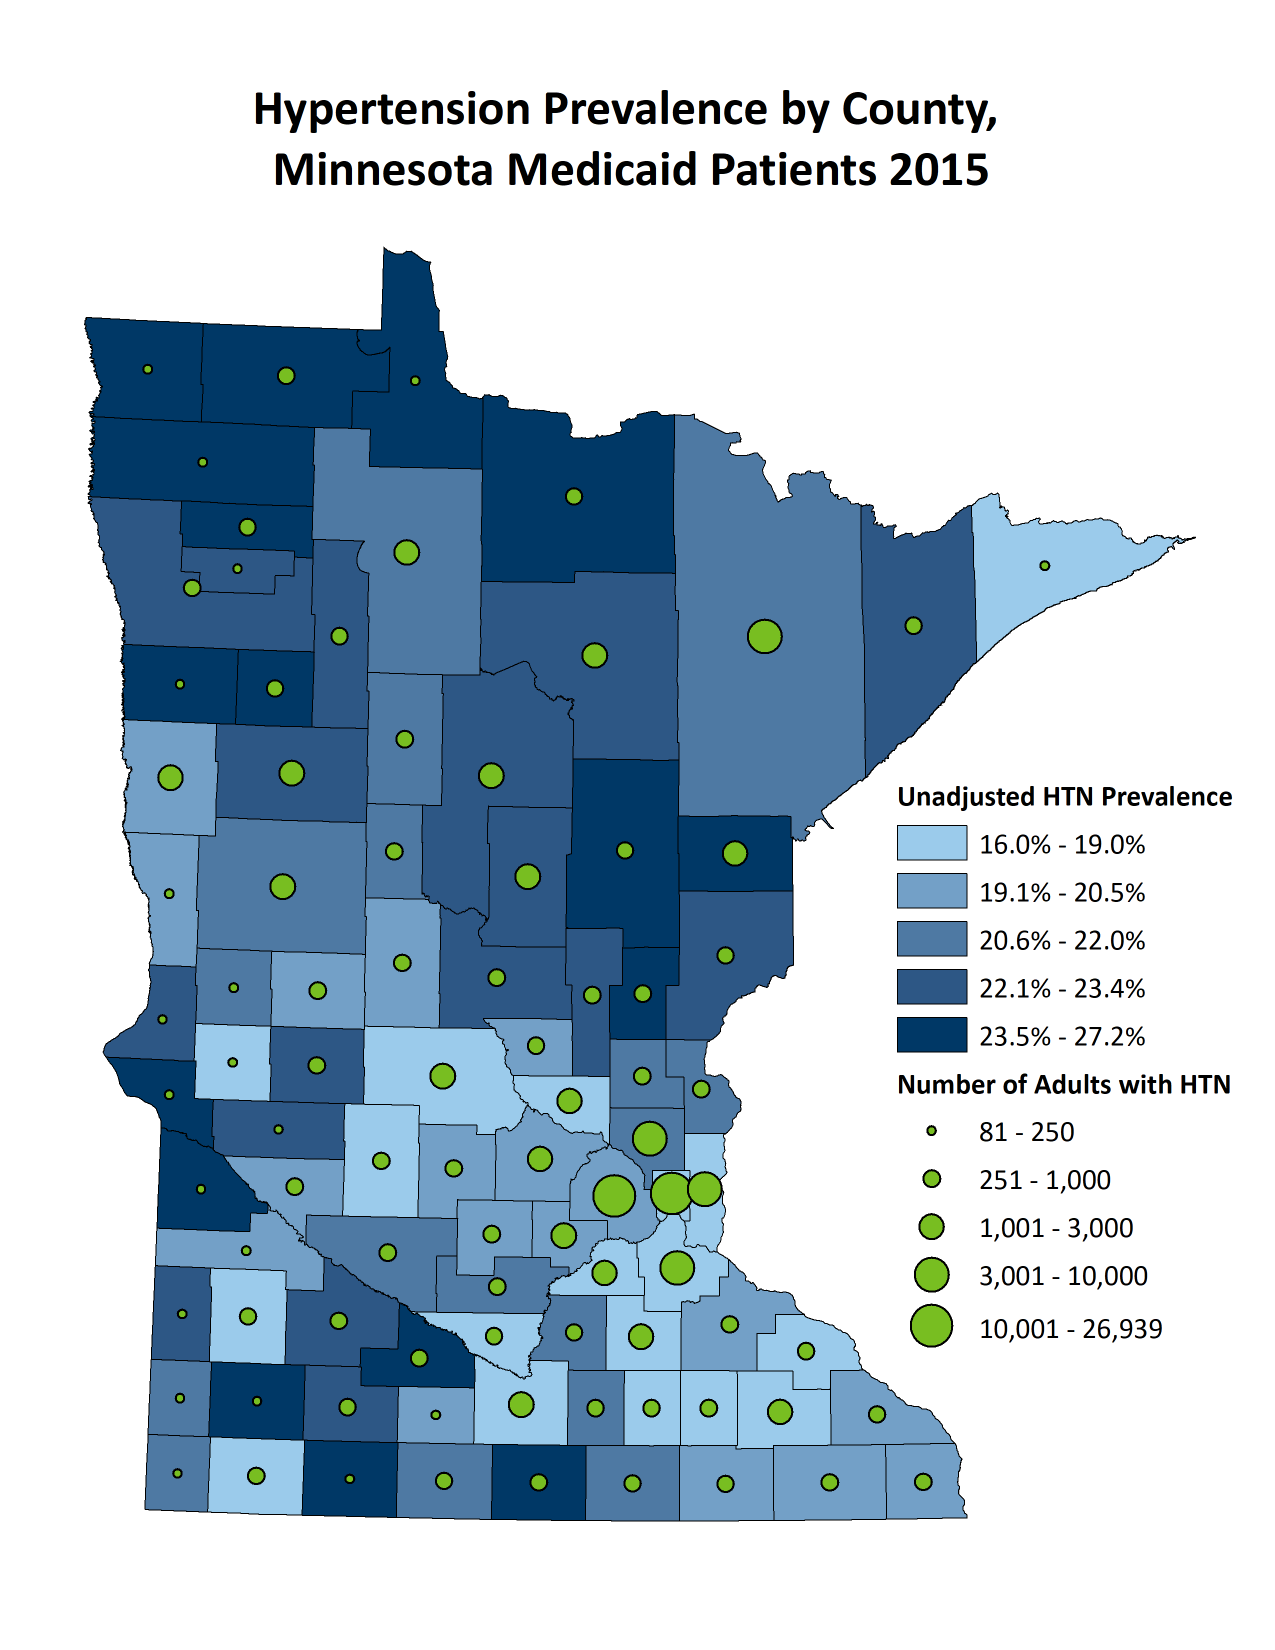 Hypertension Prevalence by County,
Minnesota Medicaid Patients 2015
Unadjusted HTN Prevalence
16.0% - 19.0%
19.1% - 20.5%
20.6% - 22.0%
22.1% - 23.4%
23.5% - 27.2%
Number of Adults with HTN
81 - 250
251 - 1,000
1,001 - 3,000
3,001 - 10,000
10,001 - 26,939